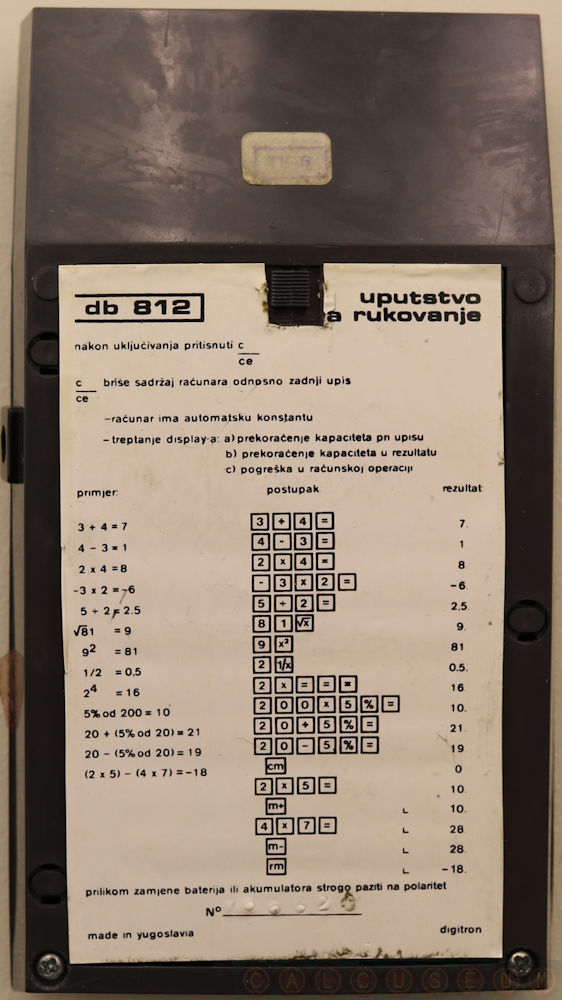 db 812
uputstvo
za rukovanje
nakon uključivanja pritisnuti c
ce
c briše sadržaj računara odnosno zadnji upis
ce
-računar ima automatsku konstantu
- treptanje display-a: a) prekoračenje kapaciteta pri upisu
b) prekoračenje kapaciteta u rezultatu
c) pogreška u računskoj operaciji
primjer: postupak rezultat:
3 + 4 = 7 3 + 4 = 7.
4 - 3 = 1 4 - 3 = 1
2 x 4 = 8 2 x 4 = 8
-3 x 2 = -6 - 3 x 2 = -6.
5 ÷ 2 = 2.5 5 ÷ 2 = 2.5.
√81 = 9 8 1 √x 9.
9² = 81 9 x² 81
1/2 = 0,5 2 1/x 0.5.
2⁴ = 16 2 x = = = 16.
5% od 200 = 10 2 0 0 x 5 % = 10.
20 + (5% od 20) = 21 2 0 + 5 % = 21.
20 - (5% od 20) = 19 2 0 - 5 % = 19
(2 x 5) - (4 x 7) = -18 cm 0
2 x 5 = 10
m+ ∟ 10.
4 x 7 = ∟ 28
m- ∟ 28.
rm ∟ -18.
prilikom zamjene baterija ili akumulatora strogo paziti na polaritet
Nº
made in yugoslavia digitron
CALCUSEUM